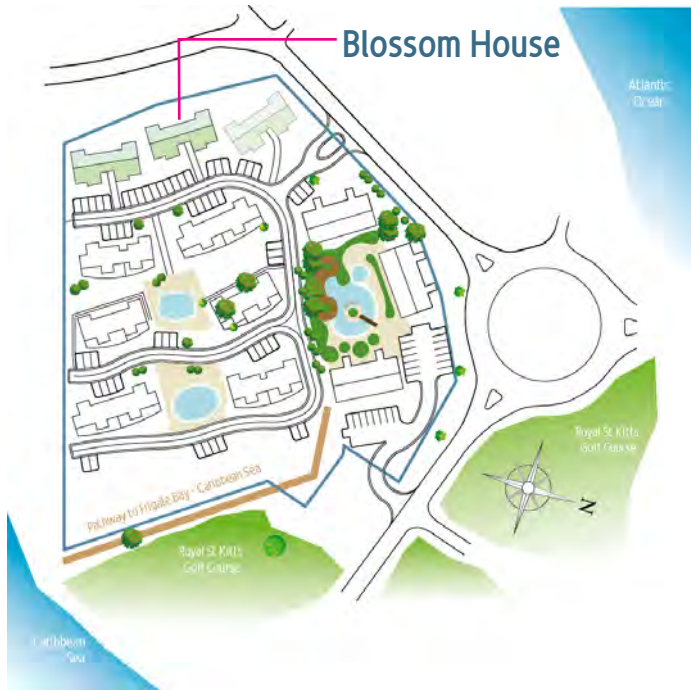 Blossom House
Atlantic
Ocean
Royal St Kitts
Golf Course
N
Pathway to Frigate Bay - Caribbean Sea
Royal St Kitts
Golf Course
Caribbean
Sea